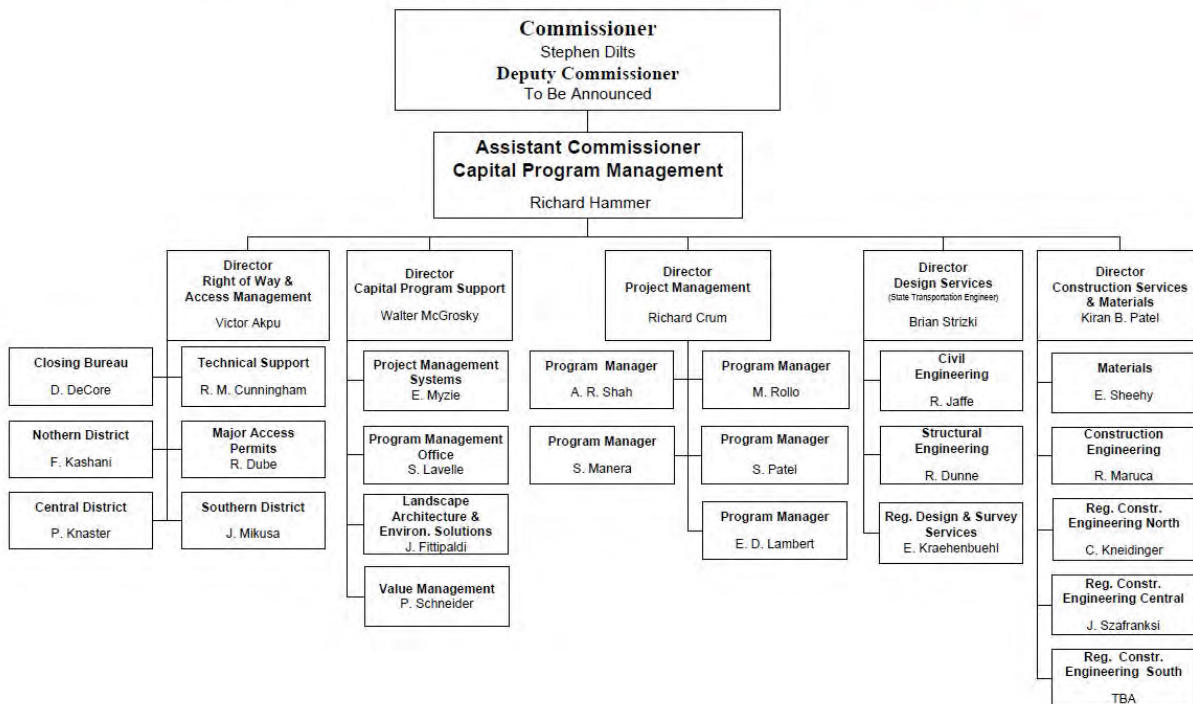 Commissioner
Stephen Dilts
Deputy Commissioner
To Be Announced
Assistant Commissioner
Capital Program Management
Richard Hammer
Director
Right of Way &
Access Management
Victor Akpu
Director
Capital Program Support
Walter McGrosky
Director
Project Management
Richard Crum
Director
Design Services
(State Transportation Engineer)
Brian Strizki
Director
Construction Services
& Materials
Kiran B. Patel
Closing Bureau
D. DeCore
Technical Support
R. M. Cunningham
Nothern District
F. Kashani
Major Access
Permits
R. Dube
Central District
P. Knaster
Southern District
J. Mikusa
Project Management
Systems
E. Myzie
Program Management
Office
S. Lavelle
Landscape
Architecture &
Environ. Solutions
J. Fittipaldi
Value Management
P. Schneider
Program Manager
A. R. Shah
Program Manager
M. Rollo
Program Manager
S. Manera
Program Manager
S. Patel
Program Manager
E. D. Lambert
Civil
Engineering
R. Jaffe
Structural
Engineering
R. Dunne
Reg. Design & Survey
Services
E. Kraehenbuehl
Materials
E. Sheehy
Construction
Engineering
R. Maruca
Reg. Constr.
Engineering North
C. Kneidinger
Reg. Constr.
Engineering Central
J. Szafranksi
Reg. Constr.
Engineering South
TBA